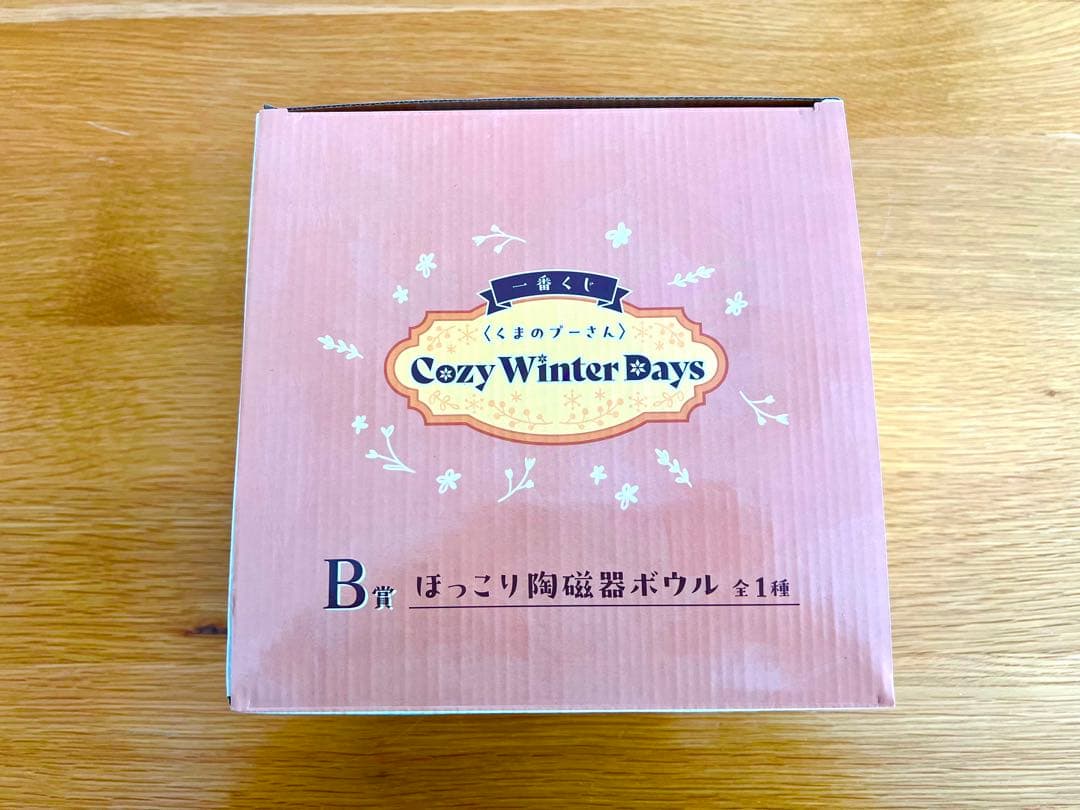 一番くじ
〈くまのプーさん〉
Cozy Winter Days
B賞 ほっこり陶磁器ボウル 全1種